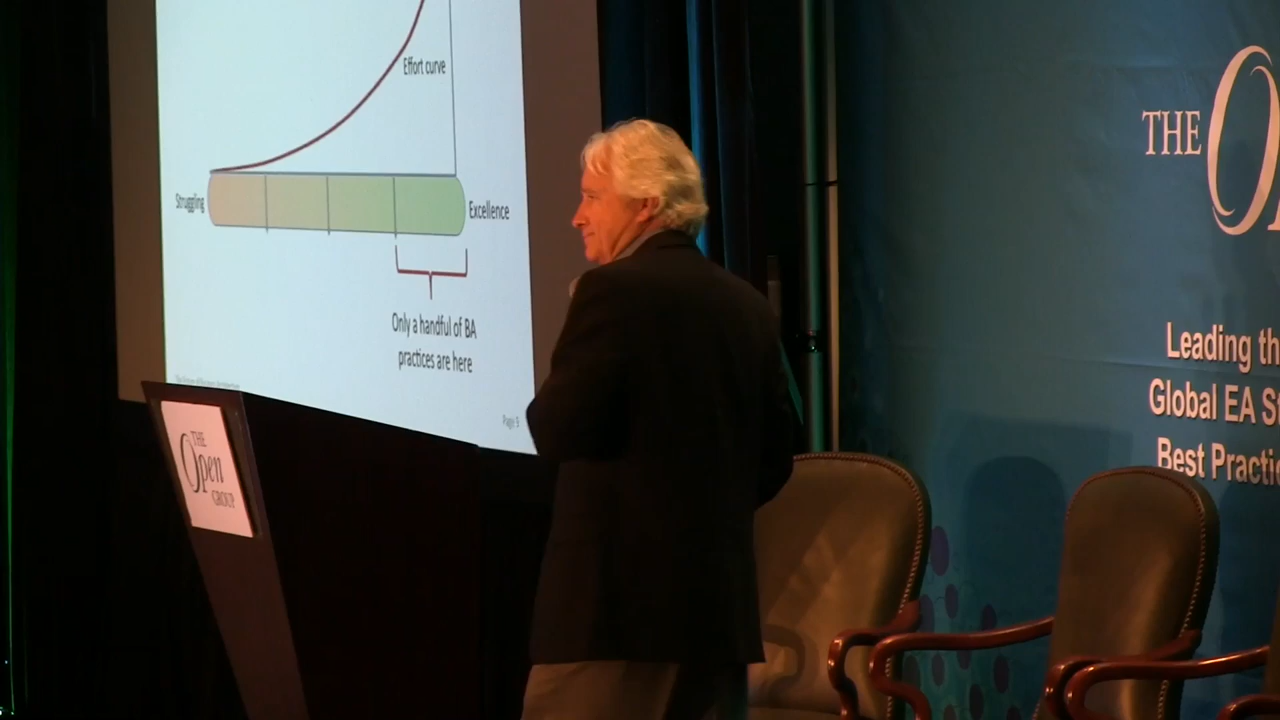 Effort curve
Struggling
Excellence
Only a handful of BA
practices are here
Page 9
THE
Open
GROUP
THE
Leading th
Global EA S
Best Practic